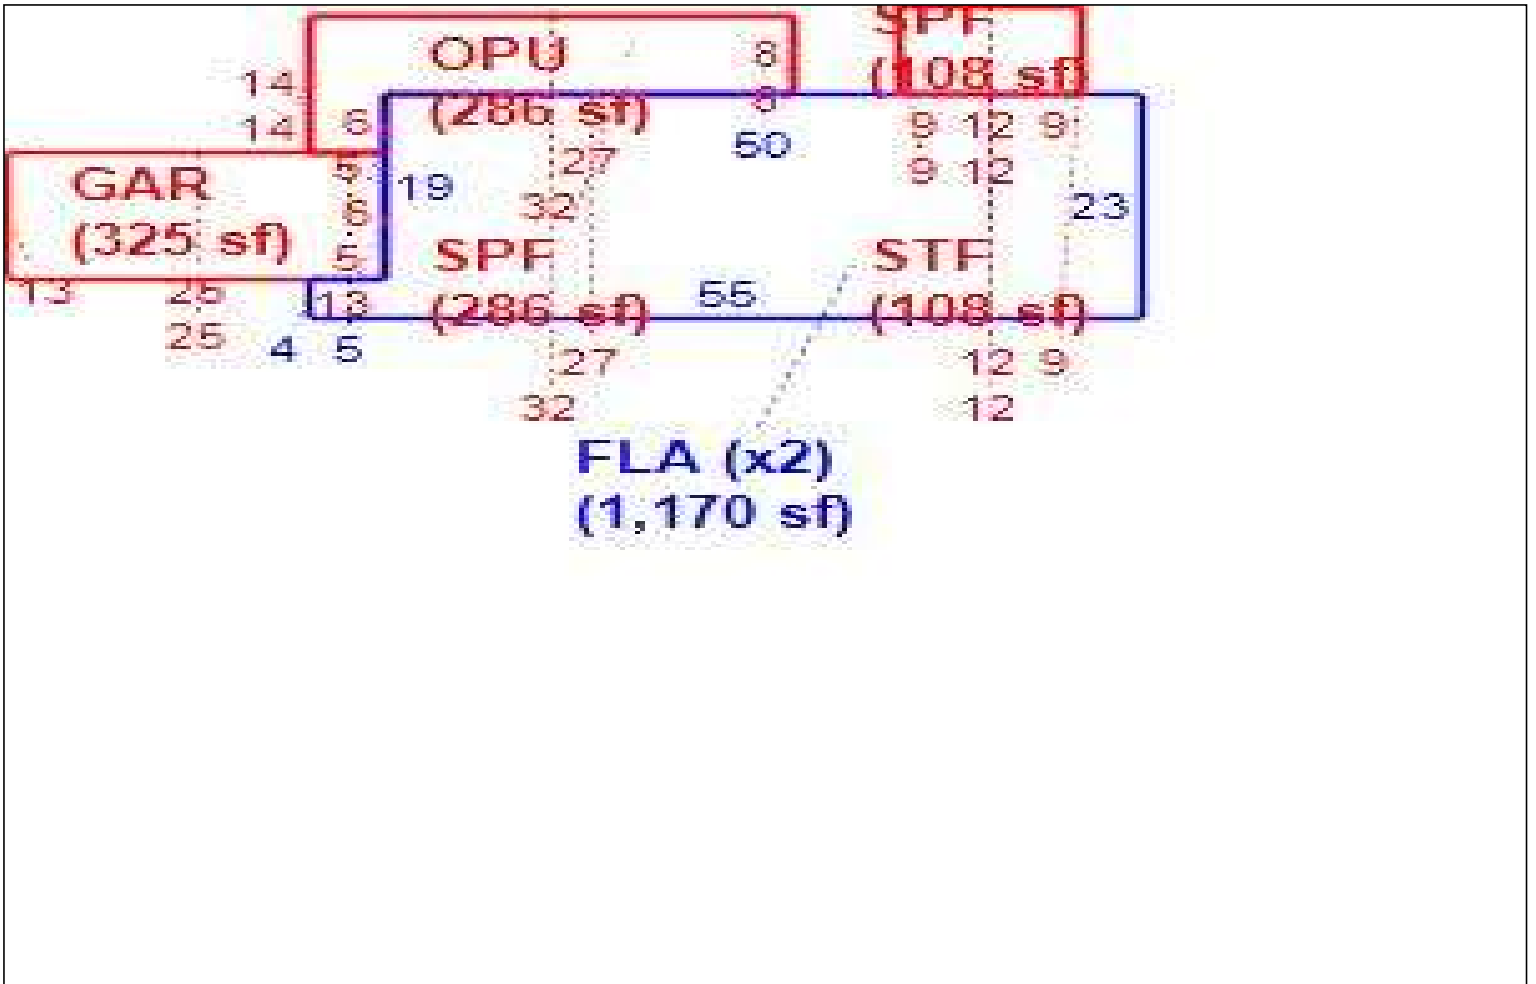 SPF
OPU 8
(108 sf)
14
(286 sf) 8
14 6 9 12 9
50
27
9 12
GAR 19
32 23
6
(325 sf)
5
SPF STF
13 25 13 55
(286 sf) (108 sf)
25
4 5
27 12 9
32 12
FLA (x2)
(1,170 sf)